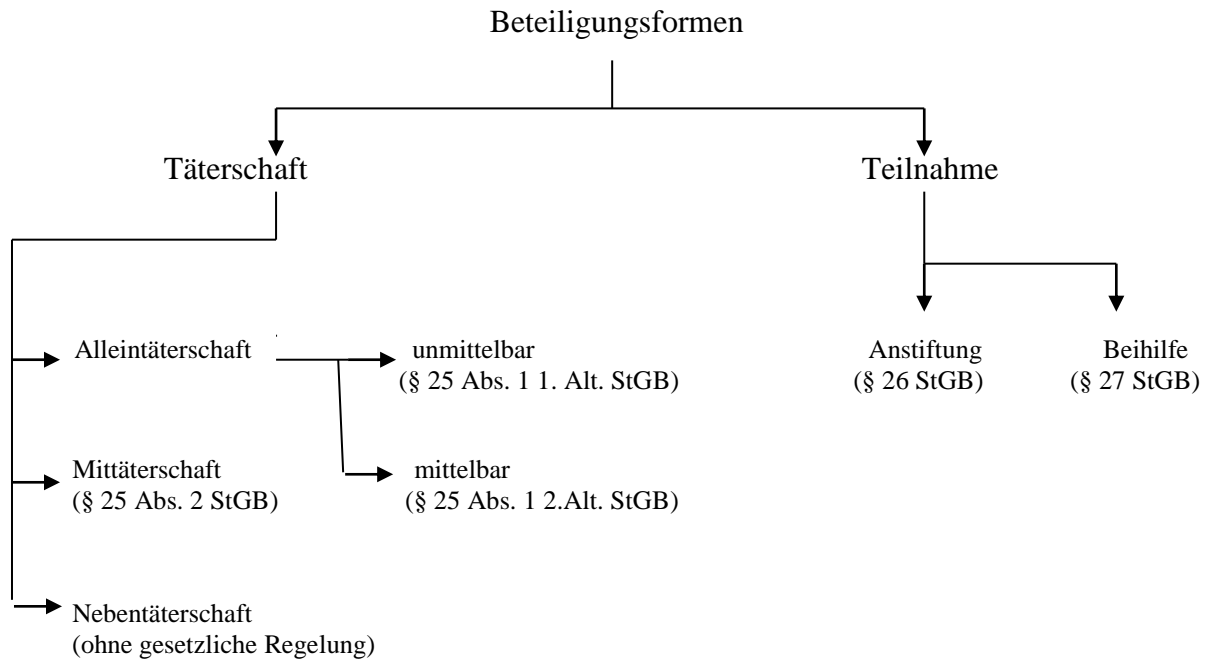 Beteiligungsformen
Täterschaft
Teilnahme
Alleintäterschaft
unmittelbar
(§ 25 Abs. 1 1. Alt. StGB)
Anstiftung
(§ 26 StGB)
Beihilfe
(§ 27 StGB)
Mittäterschaft
(§ 25 Abs. 2 StGB)
mittelbar
(§ 25 Abs. 1 2.Alt. StGB)
Nebentäterschaft
(ohne gesetzliche Regelung)